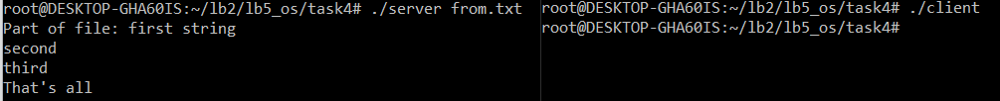 root@DESKTOP-GHA60IS:~/lb2/lb5_os/task4# ./server from.txt
Part of file: first string
second
third
That's all
root@DESKTOP-GHA60IS:~/lb2/lb5_os/task4# ./client
root@DESKTOP-GHA60IS:~/lb2/lb5_os/task4#